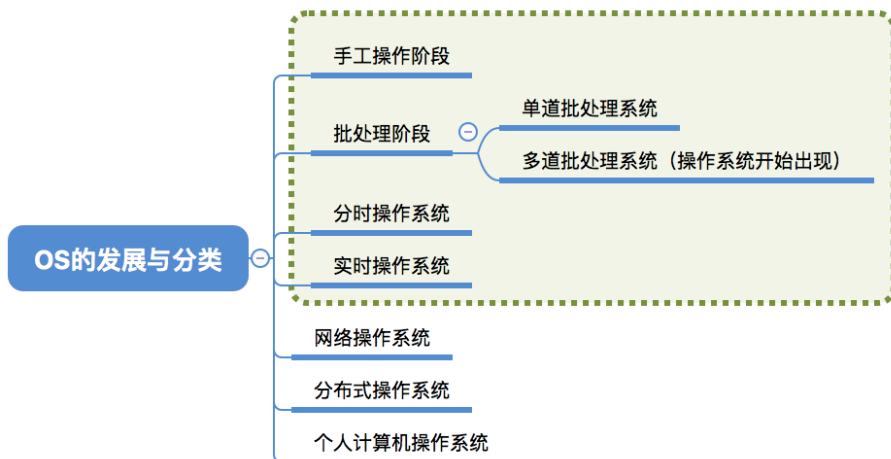 手工操作阶段
批处理阶段
单道批处理系统
多道批处理系统（操作系统开始出现）
分时操作系统
实时操作系统
OS的发展与分类
网络操作系统
分布式操作系统
个人计算机操作系统